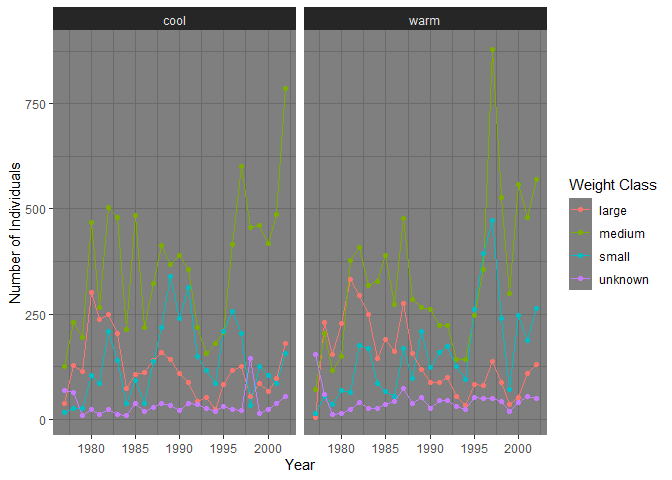 cool warm
750
500
250
0
Number of Individuals
1980 1985 1990 1995 2000 1980 1985 1990 1995 2000
Year
Weight Class
large
medium
small
unknown